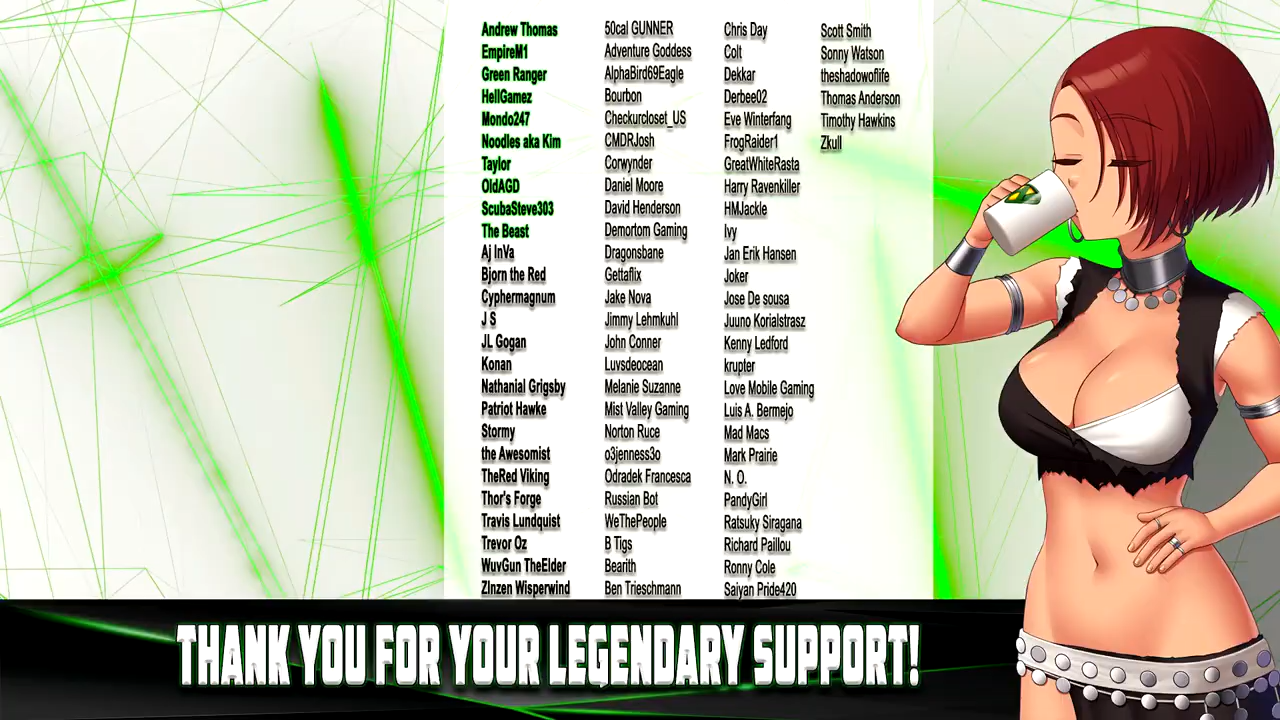 Andrew Thomas
EmpireM1
Green Ranger
HellGamez
Mondo247
Noodles aka Kim
Taylor
OldAGD
ScubaSteve303
The Beast
Aj InVa
Bjorn the Red
Cyphermagnum
J S
JL Gogan
Konan
Nathanial Grigsby
Patriot Hawke
Stormy
the Awesomist
TheRed Viking
Thor's Forge
Travis Lundquist
Trevor Oz
WuvGun TheElder
ZInzen Wisperwind
50cal GUNNER
Adventure Goddess
AlphaBird69Eagle
Bourbon
Checkurcloset_US
CMDRJosh
Corwynder
Daniel Moore
David Henderson
Demortom Gaming
Dragonsbane
Gettaflix
Jake Nova
Jimmy Lehmkuhl
John Conner
Luvsdeocean
Melanie Suzanne
Mist Valley Gaming
Norton Ruce
o3jenness3o
Odradek Francesca
Russian Bot
WeThePeople
B Tigs
Bearith
Ben Trieschmann
Chris Day
Colt
Dekkar
Derbee02
Eve Winterfang
FrogRaider1
GreatWhiteRasta
Harry Ravenkiller
HMJackle
Ivy
Jan Erik Hansen
Joker
Jose De sousa
Juuno Korialstrasz
Kenny Ledford
krupter
Love Mobile Gaming
Luis A. Bermejo
Mad Macs
Mark Prairie
N. O.
PandyGirl
Ratsuky Siragana
Richard Paillou
Ronny Cole
Saiyan Pride420
Scott Smith
Sonny Watson
theshadowoflife
Thomas Anderson
Timothy Hawkins
Zkull
THANK YOU FOR YOUR LEGENDARY SUPPORT!